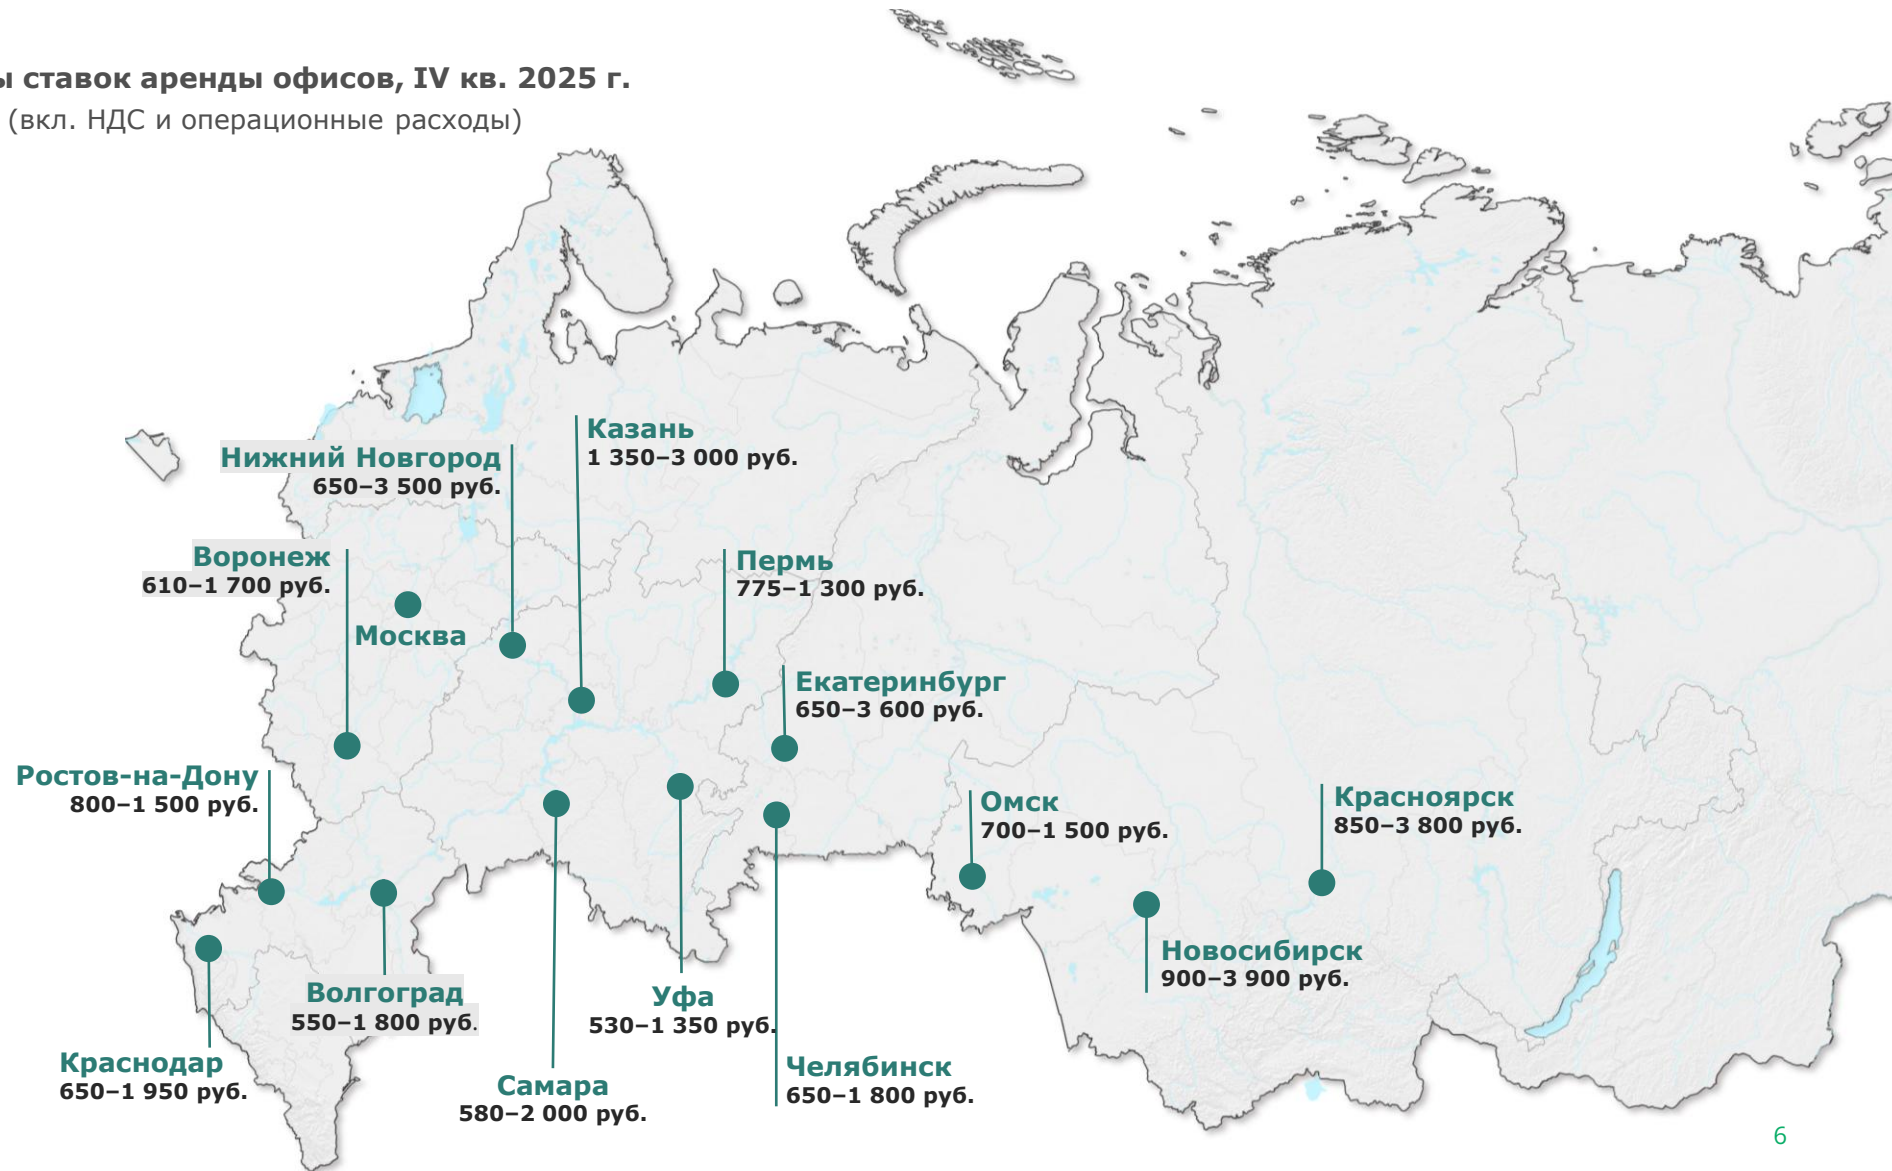 ставок аренды офисов, IV кв. 2025 г.
(вкл. НДС и операционные расходы)
Казань
1 350–3 000 руб.
Нижний Новгород
650–3 500 руб.
Воронеж
610–1 700 руб.
Пермь
775–1 300 руб.
Москва
Екатеринбург
650–3 600 руб.
Ростов-на-Дону
800–1 500 руб.
Омск
700–1 500 руб.
Красноярск
850–3 800 руб.
Новосибирск
900–3 900 руб.
Волгоград
550–1 800 руб.
Уфа
530–1 350 руб.
Краснодар
650–1 950 руб.
Самара
580–2 000 руб.
Челябинск
650–1 800 руб.
6